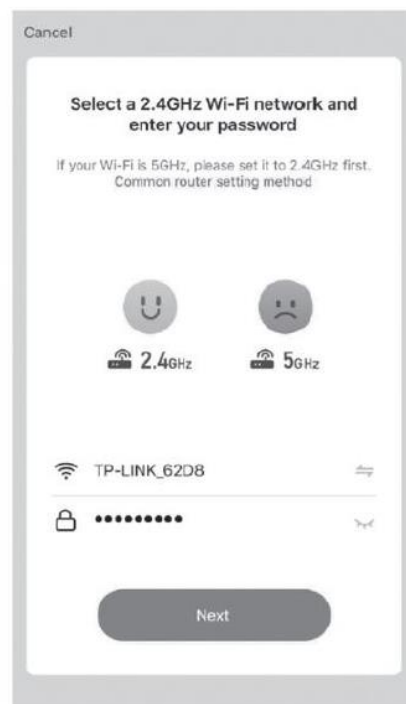 Cancel
Select a 2.4GHz Wi-Fi network and
enter your password
If your Wi-Fi is 5GHz, please set it to 2.4GHz first.
Common router setting method
2.4GHz 5GHz
TP-LINK_62D8
•••••••••
Next